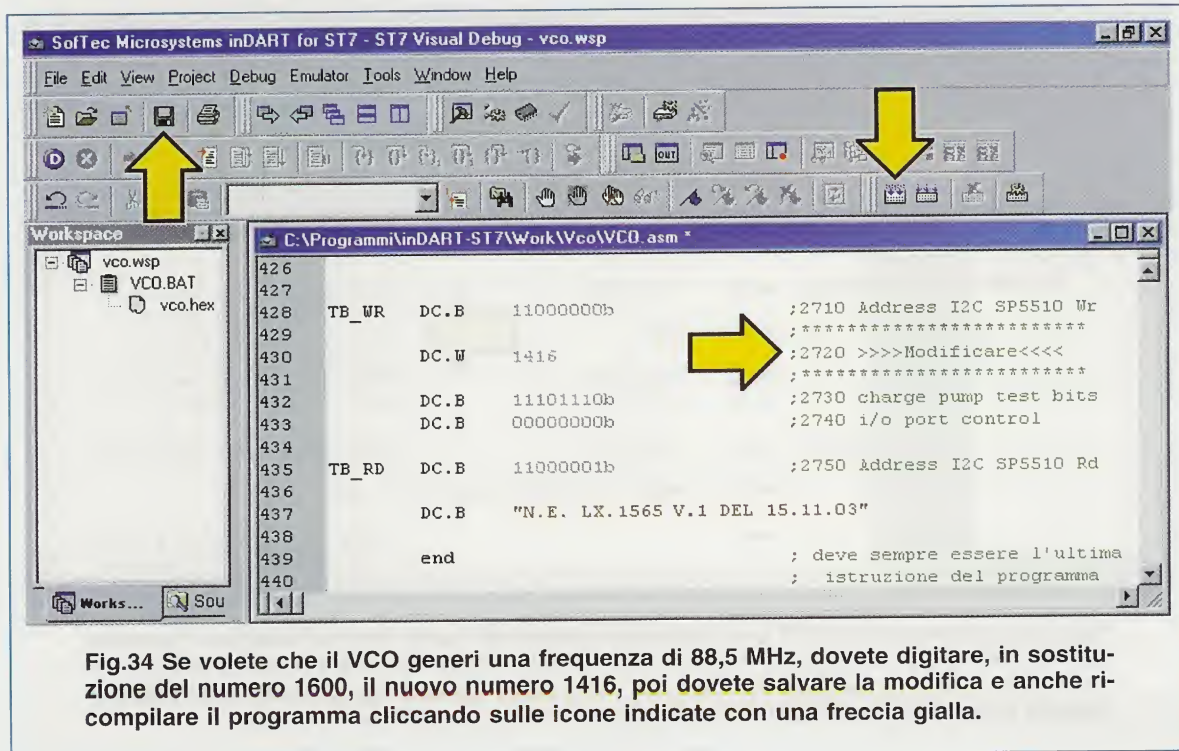 SofTec Microsystems inDART for ST7 - ST7 Visual Debug - vco.wsp
File Edit View Project Debug Emulator Tools Window Help
OUT
Workspace
vco.wsp
VCO.BAT
vco.hex
Works... Sou
C:\Programmi\inDART-ST7\Work\Vco\VCO.asm *
426
427
428 TB_WR DC.B 11000000b ;2710 Address I2C SP5510 Wr
429 ;*************************
430 DC.W 1416 ;2720 >>>>Modificare<<<<
431 ;*************************
432 DC.B 11101110b ;2730 charge pump test bits
433 DC.B 00000000b ;2740 i/o port control
434
435 TB_RD DC.B 11000001b ;2750 Address I2C SP5510 Rd
436
437 DC.B "N.E. LX.1565 V.1 DEL 15.11.03"
438
439 end ; deve sempre essere l'ultima
440 ; istruzione del programma
Fig.34 Se volete che il VCO generi una frequenza di 88,5 MHz, dovete digitare, in sostitu-
zione del numero 1600, il nuovo numero 1416, poi dovete salvare la modifica e anche ri-
compilare il programma cliccando sulle icone indicate con una freccia gialla.